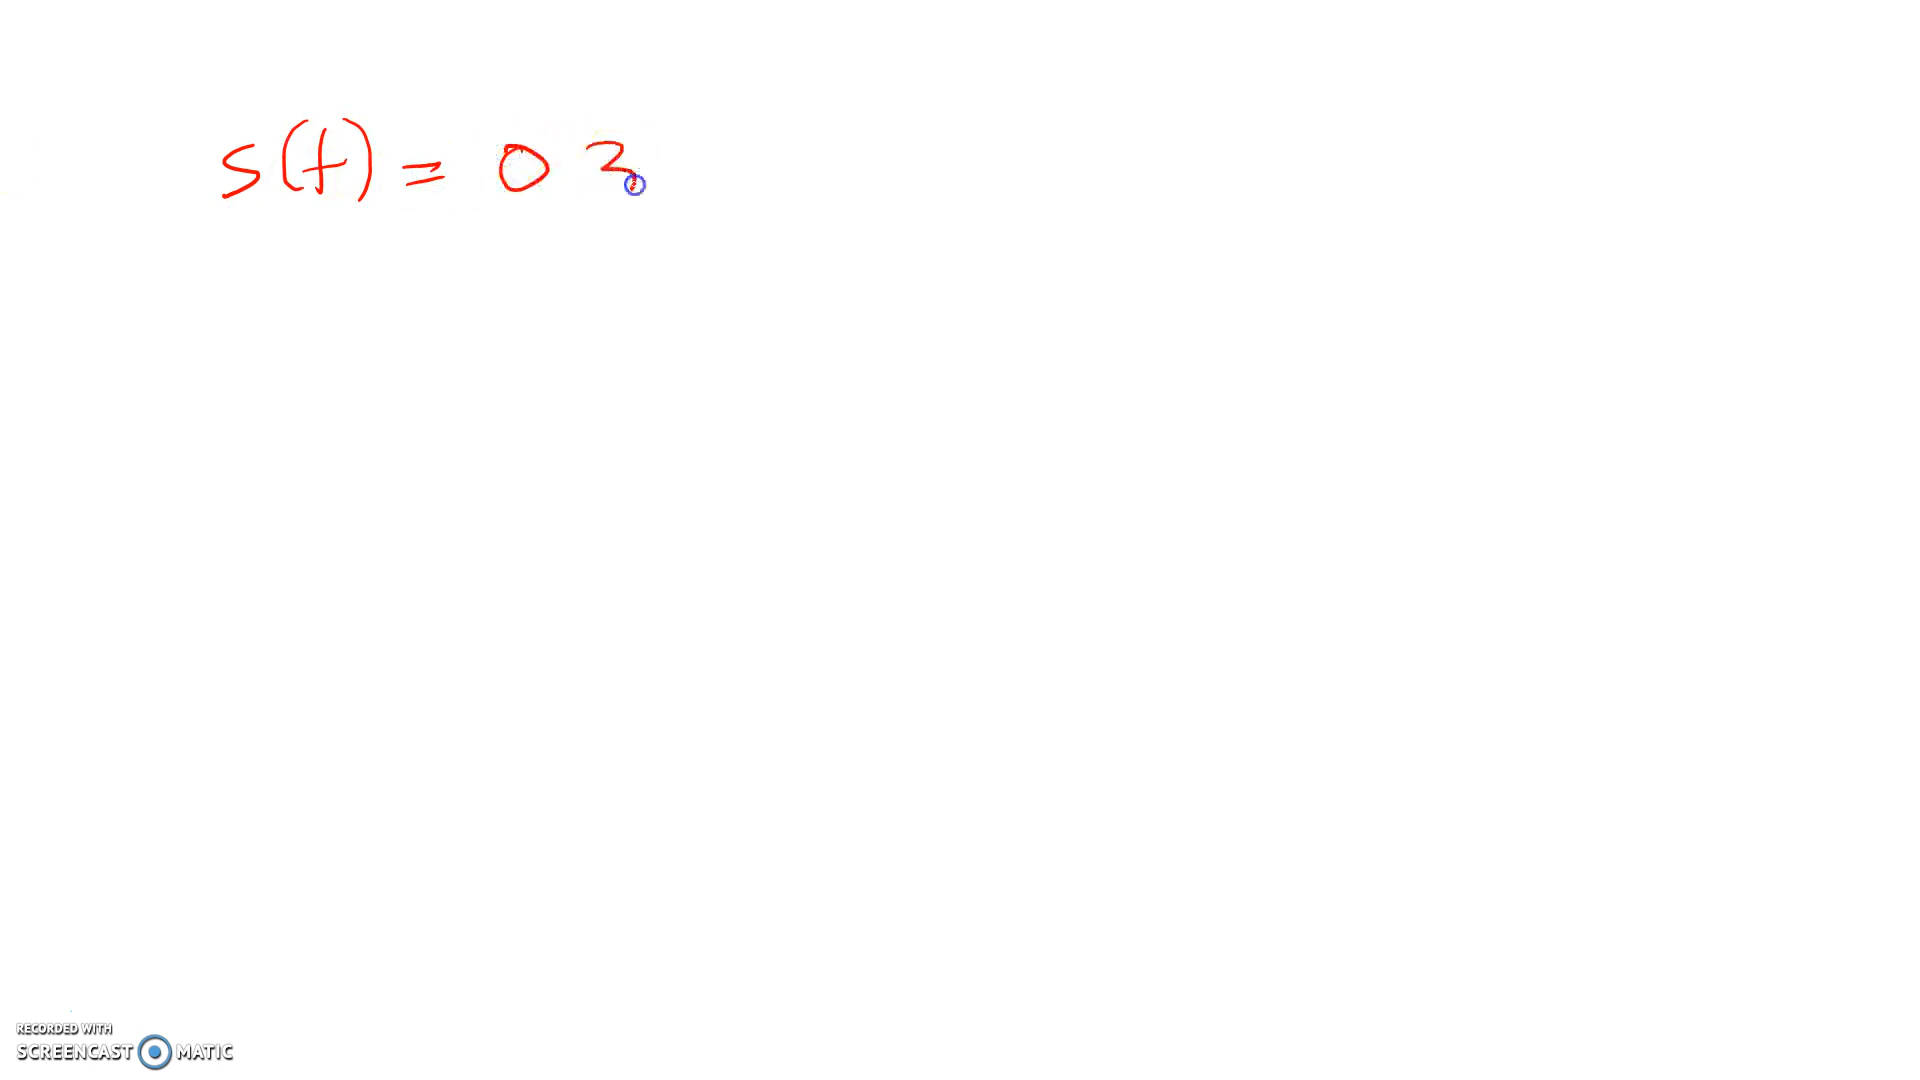 s(t) = 0 3
RECORDED WITH
SCREENCAST MATIC